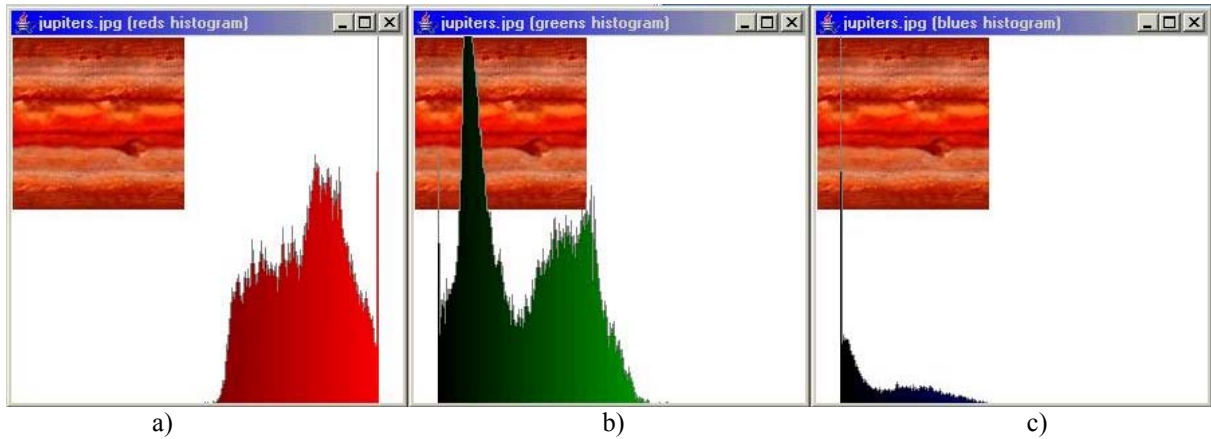 jupiters.jpg (reds histogram)
jupiters.jpg (greens histogram)
jupiters.jpg (blues histogram)
a)
b)
c)